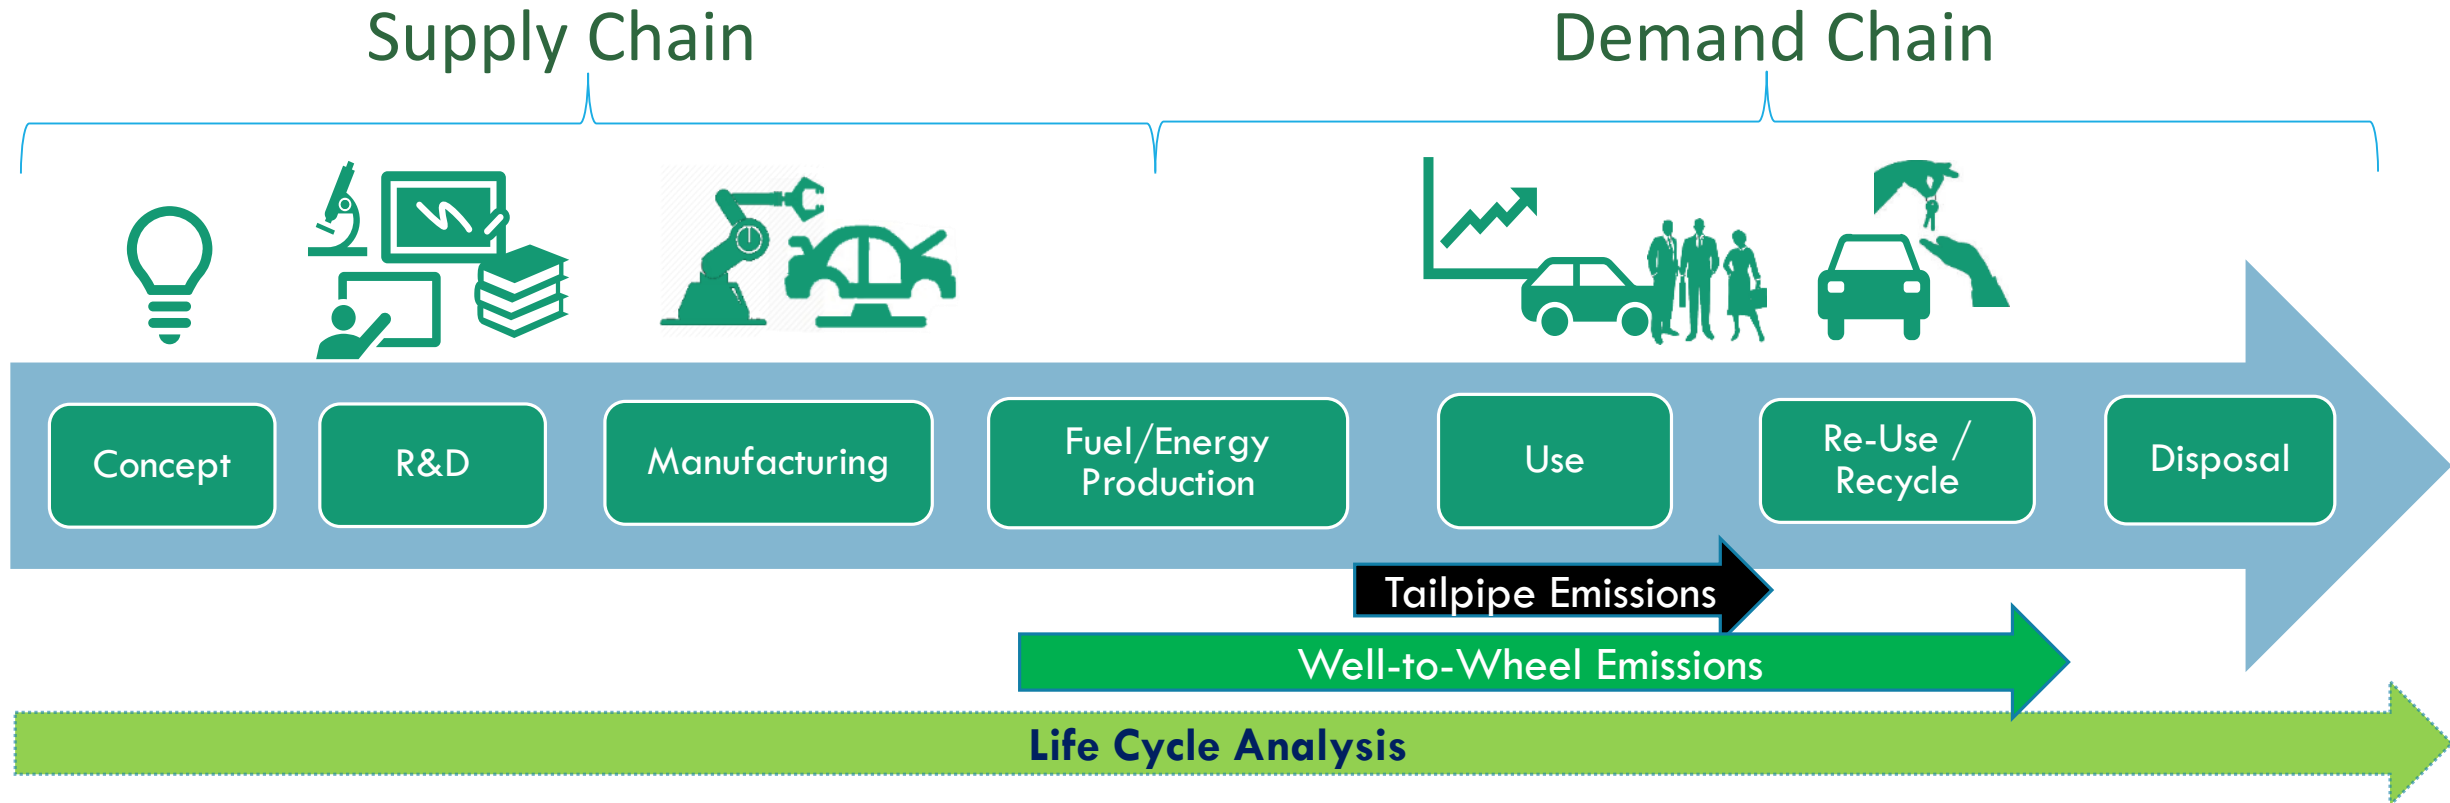 Supply Chain
Demand Chain
Concept
R&D
Manufacturing
Fuel/Energy
Production
Use
Re-Use /
Recycle
Disposal
Tailpipe Emissions
Well-to-Wheel Emissions
Life Cycle Analysis